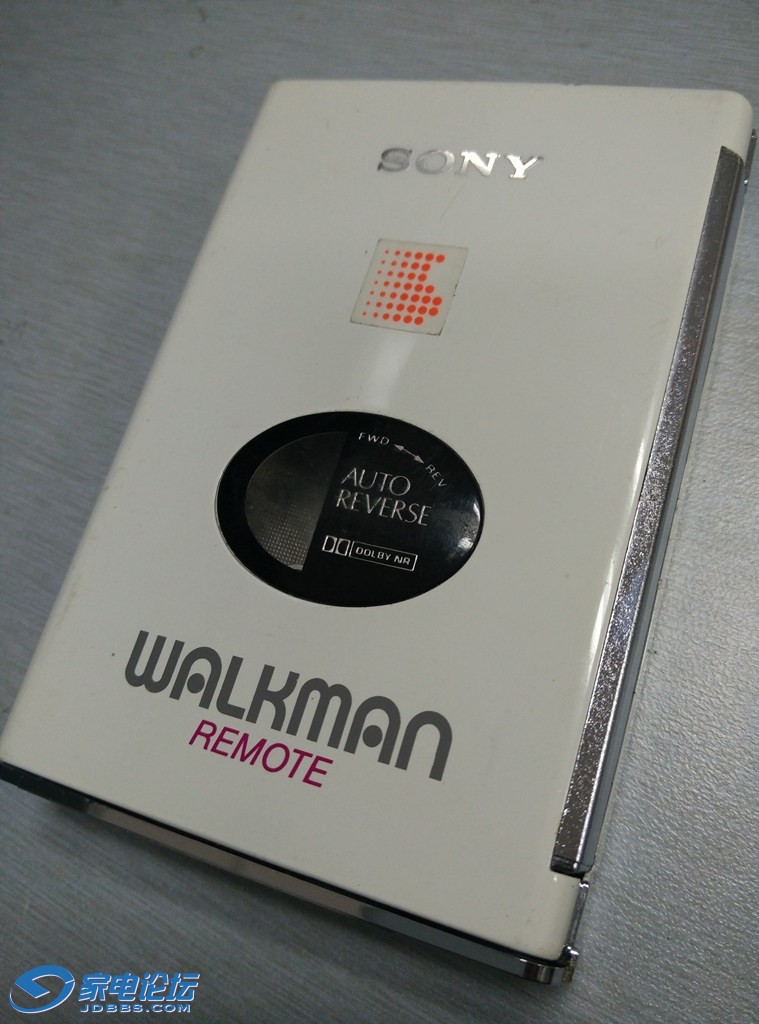 SONY
FWD
REV
AUTO
REVERSE
DOLBY NR
WALKMAN
REMOTE
家电论坛
JDBBS.COM